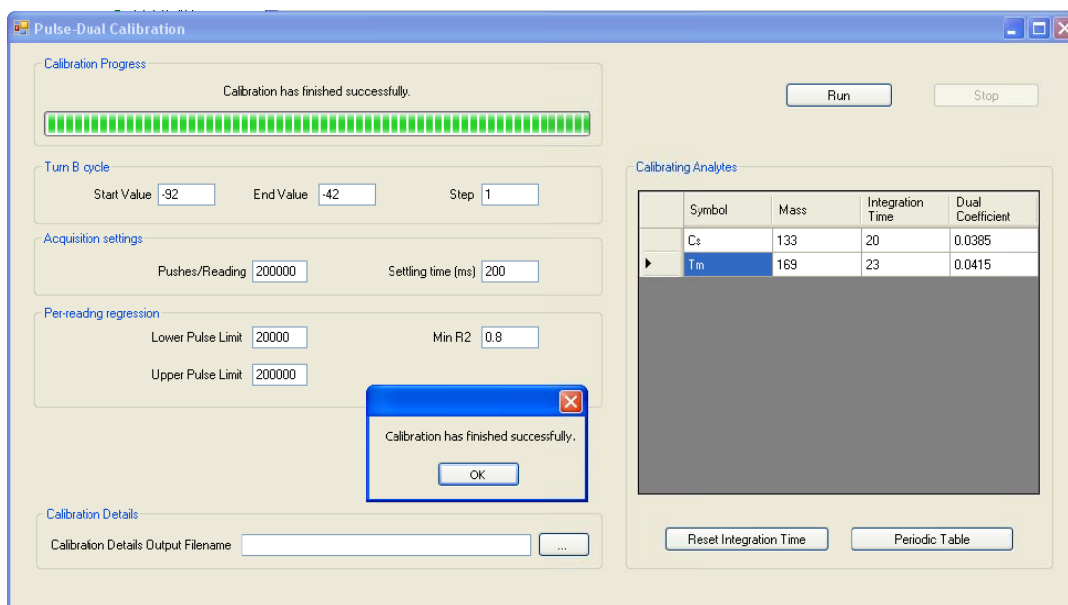 Pulse-Dual Calibration
Calibration Progress
Calibration has finished successfully.
Run
Stop
Turn B cycle
Start Value -92
End Value -42
Step 1
Acquisition settings
Pushes/Reading 200000
Settling time (ms) 200
Per-readng regression
Lower Pulse Limit 20000
Min R2 0.8
Upper Pulse Limit 200000
Calibration has finished successfully.
OK
Calibration Details
Calibration Details Output Filename
...
Calibrating Analytes
Symbol Mass Integration Time Dual Coefficient
Cs 133 20 0.0385
Tm 169 23 0.0415
Reset Integration Time
Periodic Table